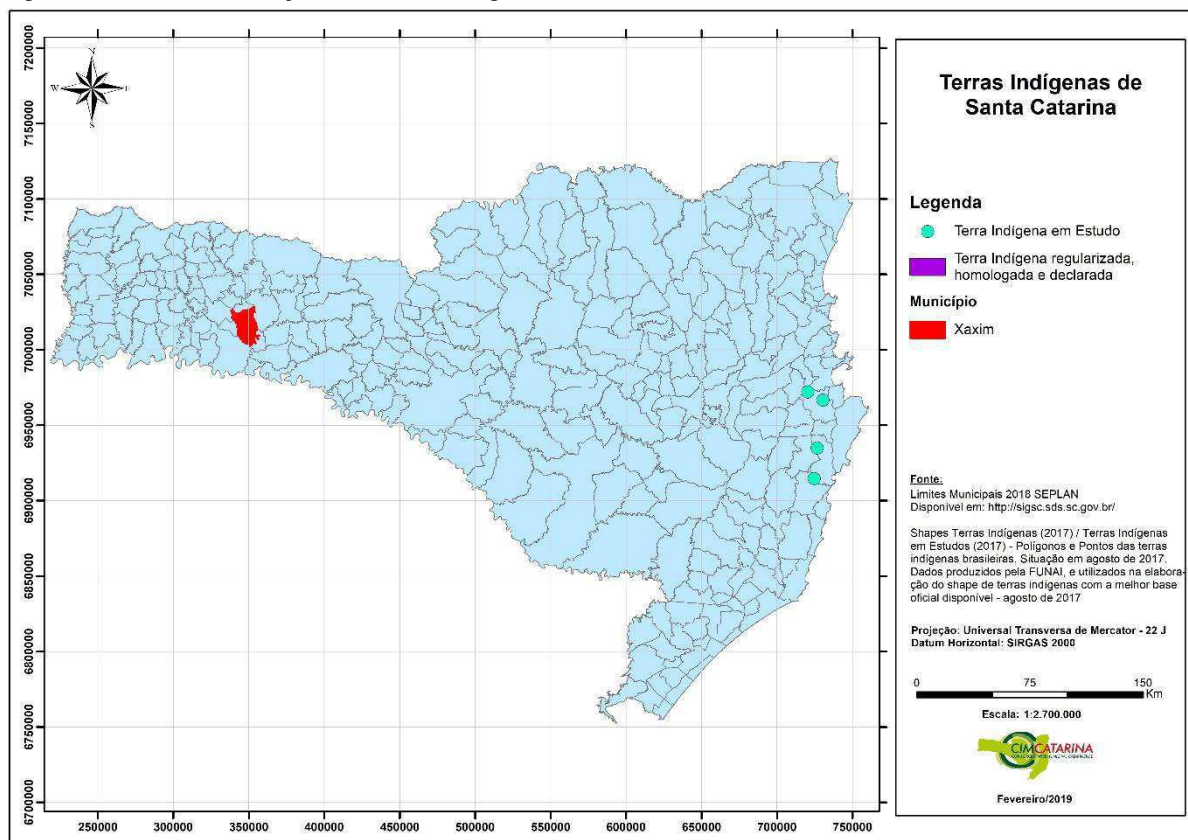 Terras Indígenas de
Santa Catarina
Legenda
Terra Indígena em Estudo
Terra Indígena regularizada,
homologada e declarada
Município
Xaxim
Fonte:
Limites Municipais 2018 SEPLAN
Disponivel em: http://sigsc.sds.sc.gov.br/
Shapes Terras Indígenas (2017) / Terras Indígenas
em Estudos (2017) - Polígonos e Pontos das terras
indígenas brasileiras. Situação em agosto de 2017.
Dados produzidos pela FUNAI, e utilizados na elabora-
ção do shape de terras indígenas com a melhor base
oficial disponível - agosto de 2017
Projeção: Universal Transversa de Mercator - 22 J
Datum Horizontal: SIRGAS 2000
0 75 150
Km
Escala: 1:2.700.000
CIMCATARINA
Fevereiro/2019
N
W E
S
7200000
7150000
7100000
7050000
7000000
6950000
6900000
6850000
6800000
6750000
6700000
250000 300000 350000 400000 450000 500000 550000 600000 650000 700000 750000